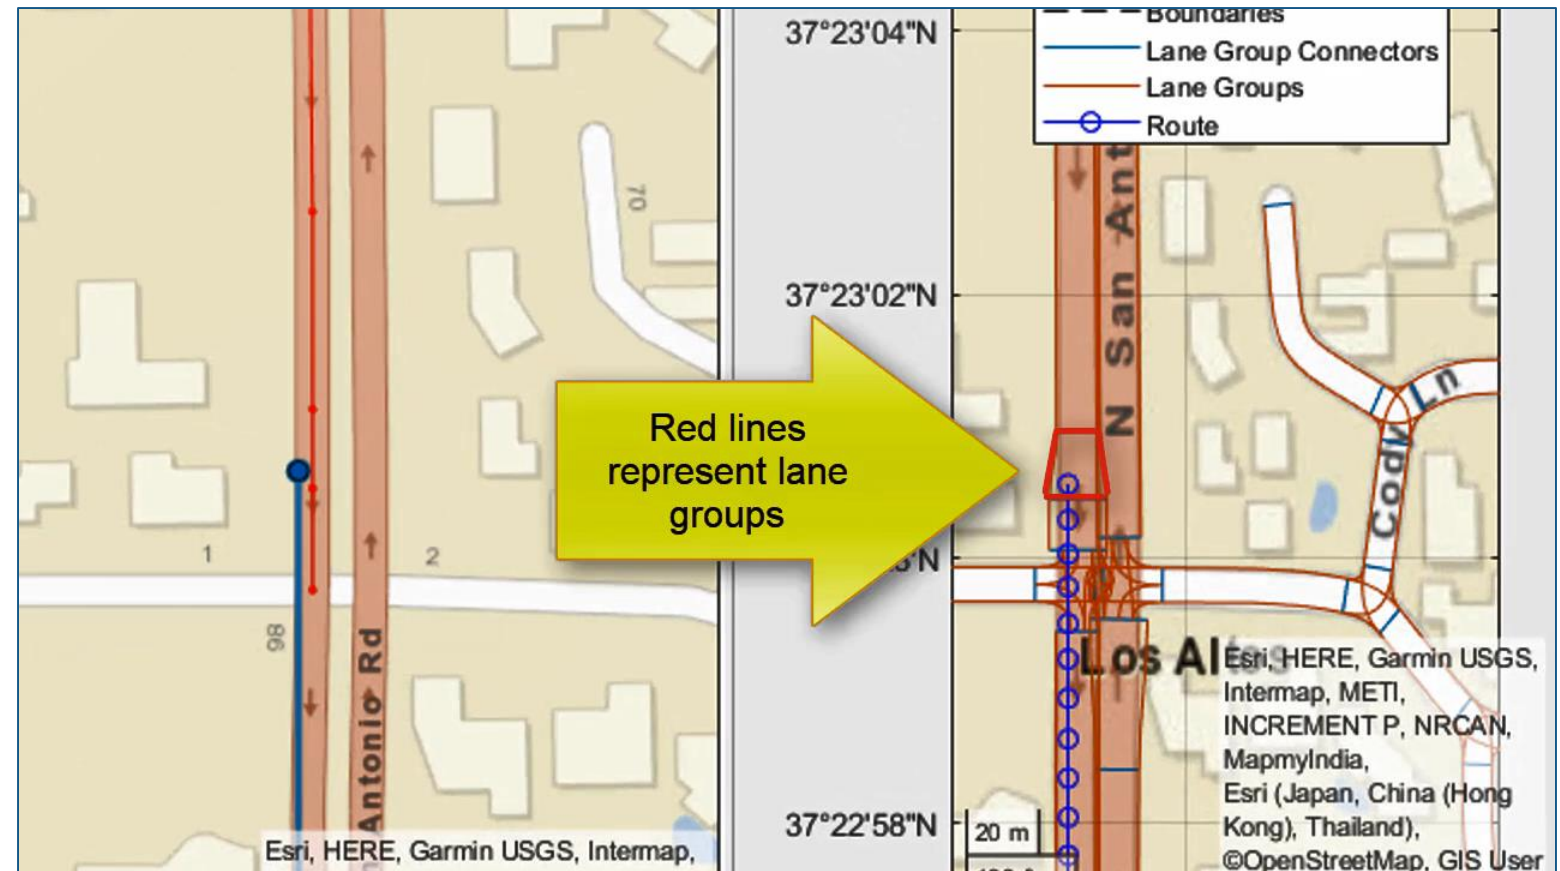 70
1
2
98
Antonio Rd
Esri, HERE, Garmin USGS, Intermap,
Red lines
represent lane
groups
37°23'04"N
37°23'02"N
37°22'58"N
Boundaries
Lane Group Connectors
Lane Groups
Route
N San Ant
Ln
Cody
Los Altos
Esri, HERE, Garmin USGS,
Intermap, METI,
INCREMENT P, NRCAN,
MapmyIndia,
Esri (Japan, China (Hong
Kong), Thailand),
©OpenStreetMap, GIS User
20 m